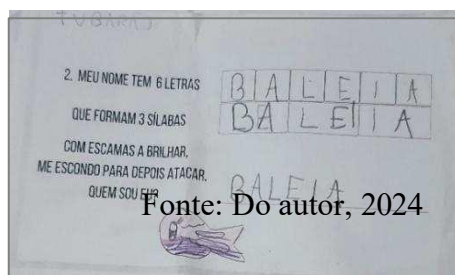 TUBARÃO
2. MEU NOME TEM 6 LETRAS
B A L E I A
QUE FORMAM 3 SÍLABAS
BA LE IA
COM ESCAMAS A BRILHAR,
ME ESCONDO PARA DEPOIS ATACAR.
QUEM SOU EU?
BALEIA
Fonte: Do autor, 2024